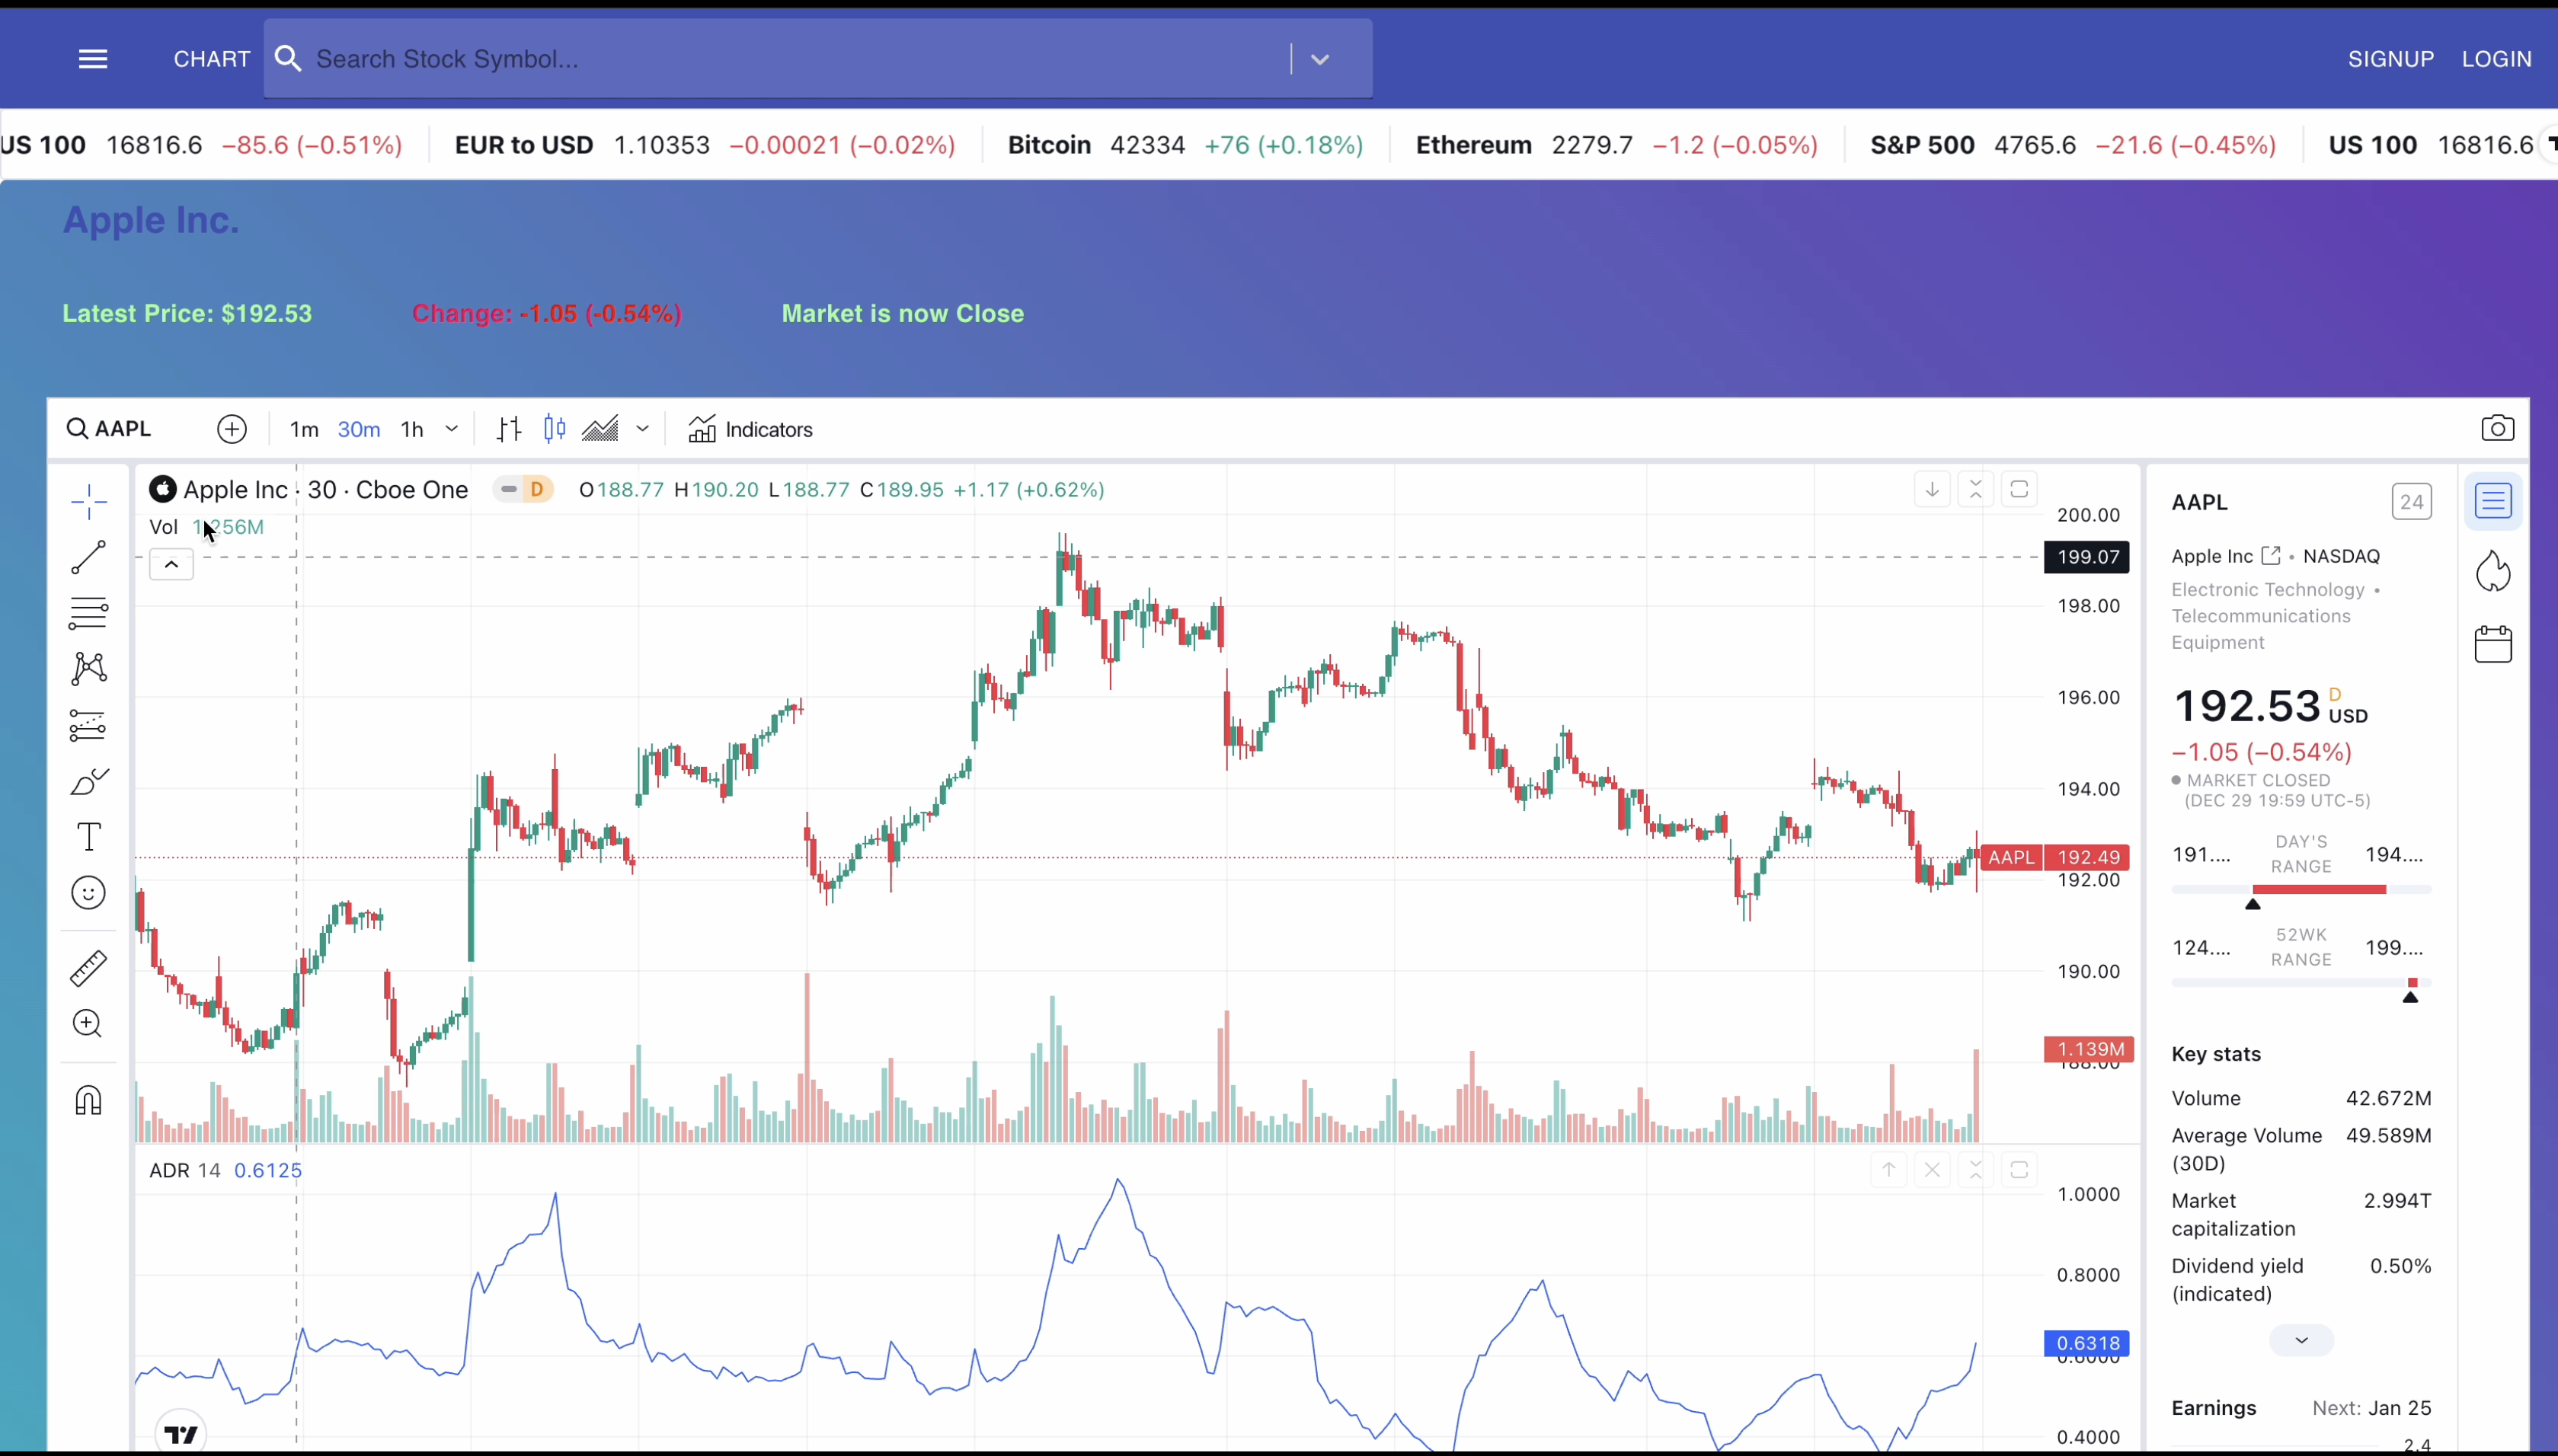 CHART Search Stock Symbol... SIGNUP LOGIN
US 100 16816.6 −85.6 (−0.51%) EUR to USD 1.10353 −0.00021 (−0.02%) Bitcoin 42334 +76 (+0.18%) Ethereum 2279.7 −1.2 (−0.05%) S&P 500 4765.6 −21.6 (−0.45%) US 100 16816.6
Apple Inc.
Latest Price: $192.53 Change: -1.05 (-0.54%) Market is now Close
AAPL 1m 30m 1h Indicators
Apple Inc · 30 · Cboe One D O188.77 H190.20 L188.77 C189.95 +1.17 (+0.62%)
Vol 1.256M
200.00
199.07
198.00
196.00
194.00
AAPL 192.49
192.00
190.00
1.139M
188.00
ADR 14 0.6125
1.0000
0.8000
0.6318
0.6000
0.4000
AAPL 24
Apple Inc • NASDAQ
Electronic Technology •
Telecommunications
Equipment
192.53 D USD
−1.05 (−0.54%)
MARKET CLOSED
(DEC 29 19:59 UTC-5)
191.... DAY'S RANGE 194....
124.... 52WK RANGE 199....
Key stats
Volume 42.672M
Average Volume 49.589M
(30D)
Market 2.994T
capitalization
Dividend yield 0.50%
(indicated)
Earnings Next: Jan 25
2.4